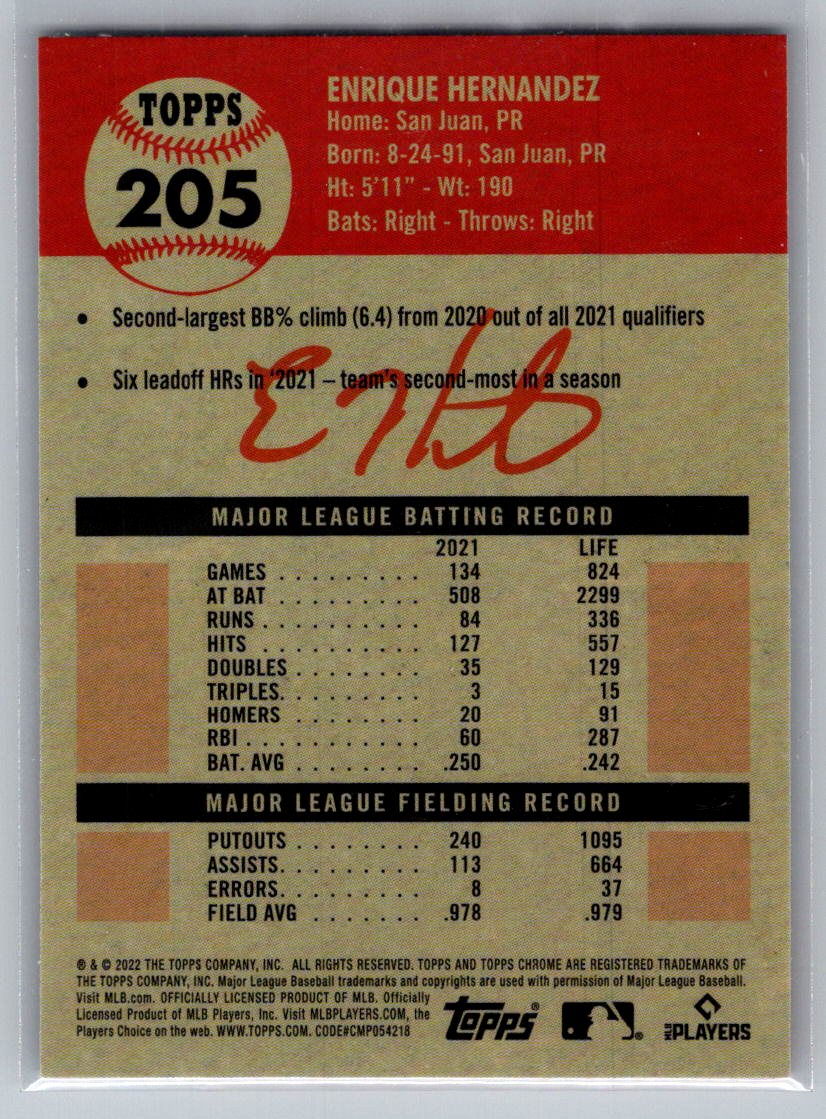 TOPPS
205
ENRIQUE HERNANDEZ
Home: San Juan, PR
Born: 8-24-91, San Juan, PR
Ht: 5'11" - Wt: 190
Bats: Right - Throws: Right
• Second-largest BB% climb (6.4) from 2020 out of all 2021 qualifiers
• Six leadoff HRs in '2021 – team's second-most in a season
MAJOR LEAGUE BATTING RECORD
2021 LIFE
GAMES . . . . . . . . . . 134 824
AT BAT . . . . . . . . . . 508 2299
RUNS . . . . . . . . . . . 84 336
HITS . . . . . . . . . . . 127 557
DOUBLES . . . . . . . . 35 129
TRIPLES. . . . . . . . . . 3 15
HOMERS . . . . . . . . . 20 91
RBI . . . . . . . . . . . . 60 287
BAT. AVG . . . . . . . . .250 .242
MAJOR LEAGUE FIELDING RECORD
PUTOUTS . . . . . . . . 240 1095
ASSISTS. . . . . . . . . . 113 664
ERRORS. . . . . . . . . . 8 37
FIELD AVG . . . . . . . .978 .979
® & © 2022 THE TOPPS COMPANY, INC. ALL RIGHTS RESERVED. TOPPS AND TOPPS CHROME ARE REGISTERED TRADEMARKS OF
THE TOPPS COMPANY, INC. Major League Baseball trademarks and copyrights are used with permission of Major League Baseball.
Visit MLB.com. OFFICIALLY LICENSED PRODUCT OF MLB. Officially
Licensed Product of MLB Players, Inc. Visit MLBPLAYERS.COM, the
Players Choice on the web. WWW.TOPPS.COM. CODE#CMP054218
Topps® ® MLB PLAYERS